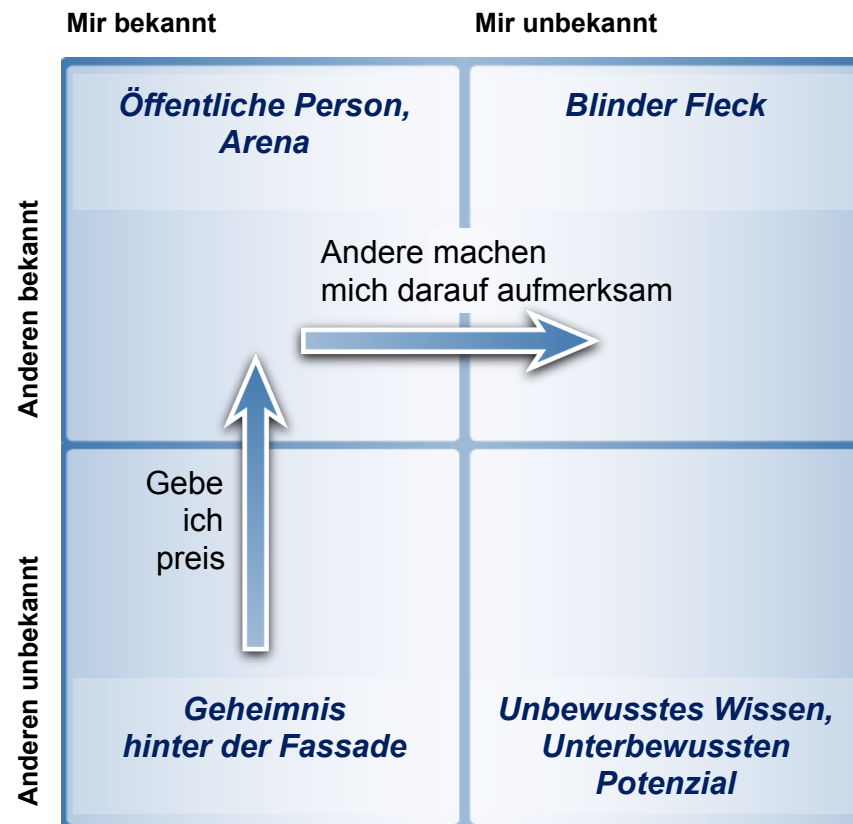 Mir bekannt
Mir unbekannt
Öffentliche Person,
Arena
Blinder Fleck
Anderen bekannt
Andere machen
mich darauf aufmerksam
Gebe
ich
preis
Anderen unbekannt
Geheimnis
hinter der Fassade
Unbewusstes Wissen,
Unterbewussten
Potenzial